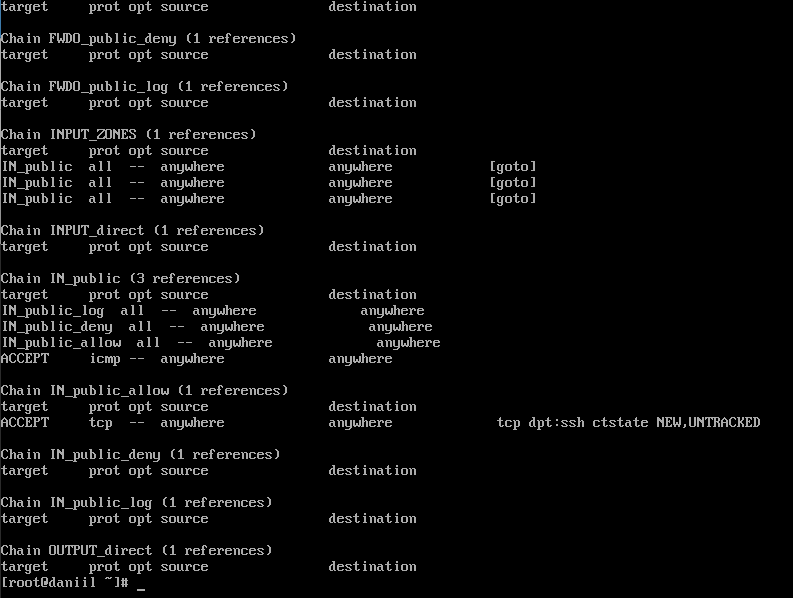 target     prot opt source               destination
Chain FWDO_public_deny (1 references)
target     prot opt source               destination
Chain FWDO_public_log (1 references)
target     prot opt source               destination
Chain INPUT_ZONES (1 references)
target     prot opt source               destination
IN_public  all  --  anywhere             anywhere            [goto]
IN_public  all  --  anywhere             anywhere            [goto]
IN_public  all  --  anywhere             anywhere            [goto]
Chain INPUT_direct (1 references)
target     prot opt source               destination
Chain IN_public (3 references)
target     prot opt source               destination
IN_public_log  all  --  anywhere             anywhere
IN_public_deny  all  --  anywhere             anywhere
IN_public_allow  all  --  anywhere             anywhere
ACCEPT     icmp --  anywhere             anywhere
Chain IN_public_allow (1 references)
target     prot opt source               destination
ACCEPT     tcp  --  anywhere             anywhere             tcp dpt:ssh ctstate NEW,UNTRACKED
Chain IN_public_deny (1 references)
target     prot opt source               destination
Chain IN_public_log (1 references)
target     prot opt source               destination
Chain OUTPUT_direct (1 references)
target     prot opt source               destination
[root@daniil ~]# _